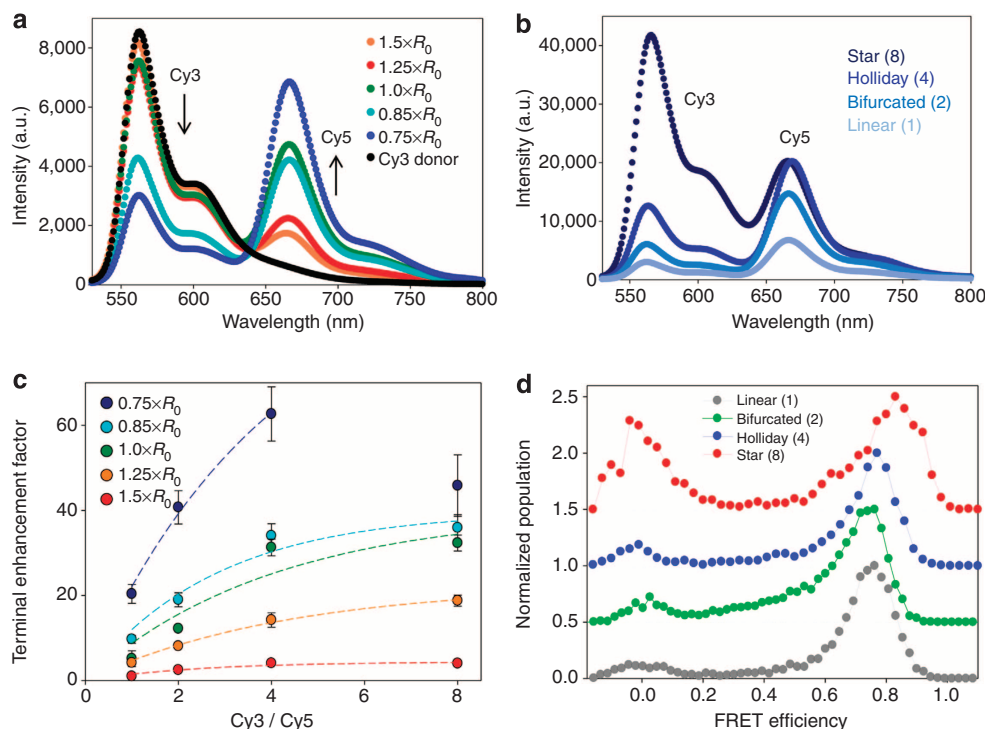 a
Intensity (a.u.)
8,000
6,000
4,000
2,000
0
Cy3
Cy5
1.5×R0
1.25×R0
1.0×R0
0.85×R0
0.75×R0
Cy3 donor
550 600 650 700 750 800
Wavelength (nm)
b
Intensity (a.u.)
40,000
30,000
20,000
10,000
0
Cy3
Cy5
Star (8)
Holliday (4)
Bifurcated (2)
Linear (1)
550 600 650 700 750 800
Wavelength (nm)
c
Terminal enhancement factor
60
40
20
0
0.75×R0
0.85×R0
1.0×R0
1.25×R0
1.5×R0
0 2 4 6 8
Cy3 / Cy5
d
Normalized population
2.5
2.0
1.5
1.0
0.5
0.0
Linear (1)
Bifurcated (2)
Holliday (4)
Star (8)
0.0 0.2 0.4 0.6 0.8 1.0
FRET efficiency